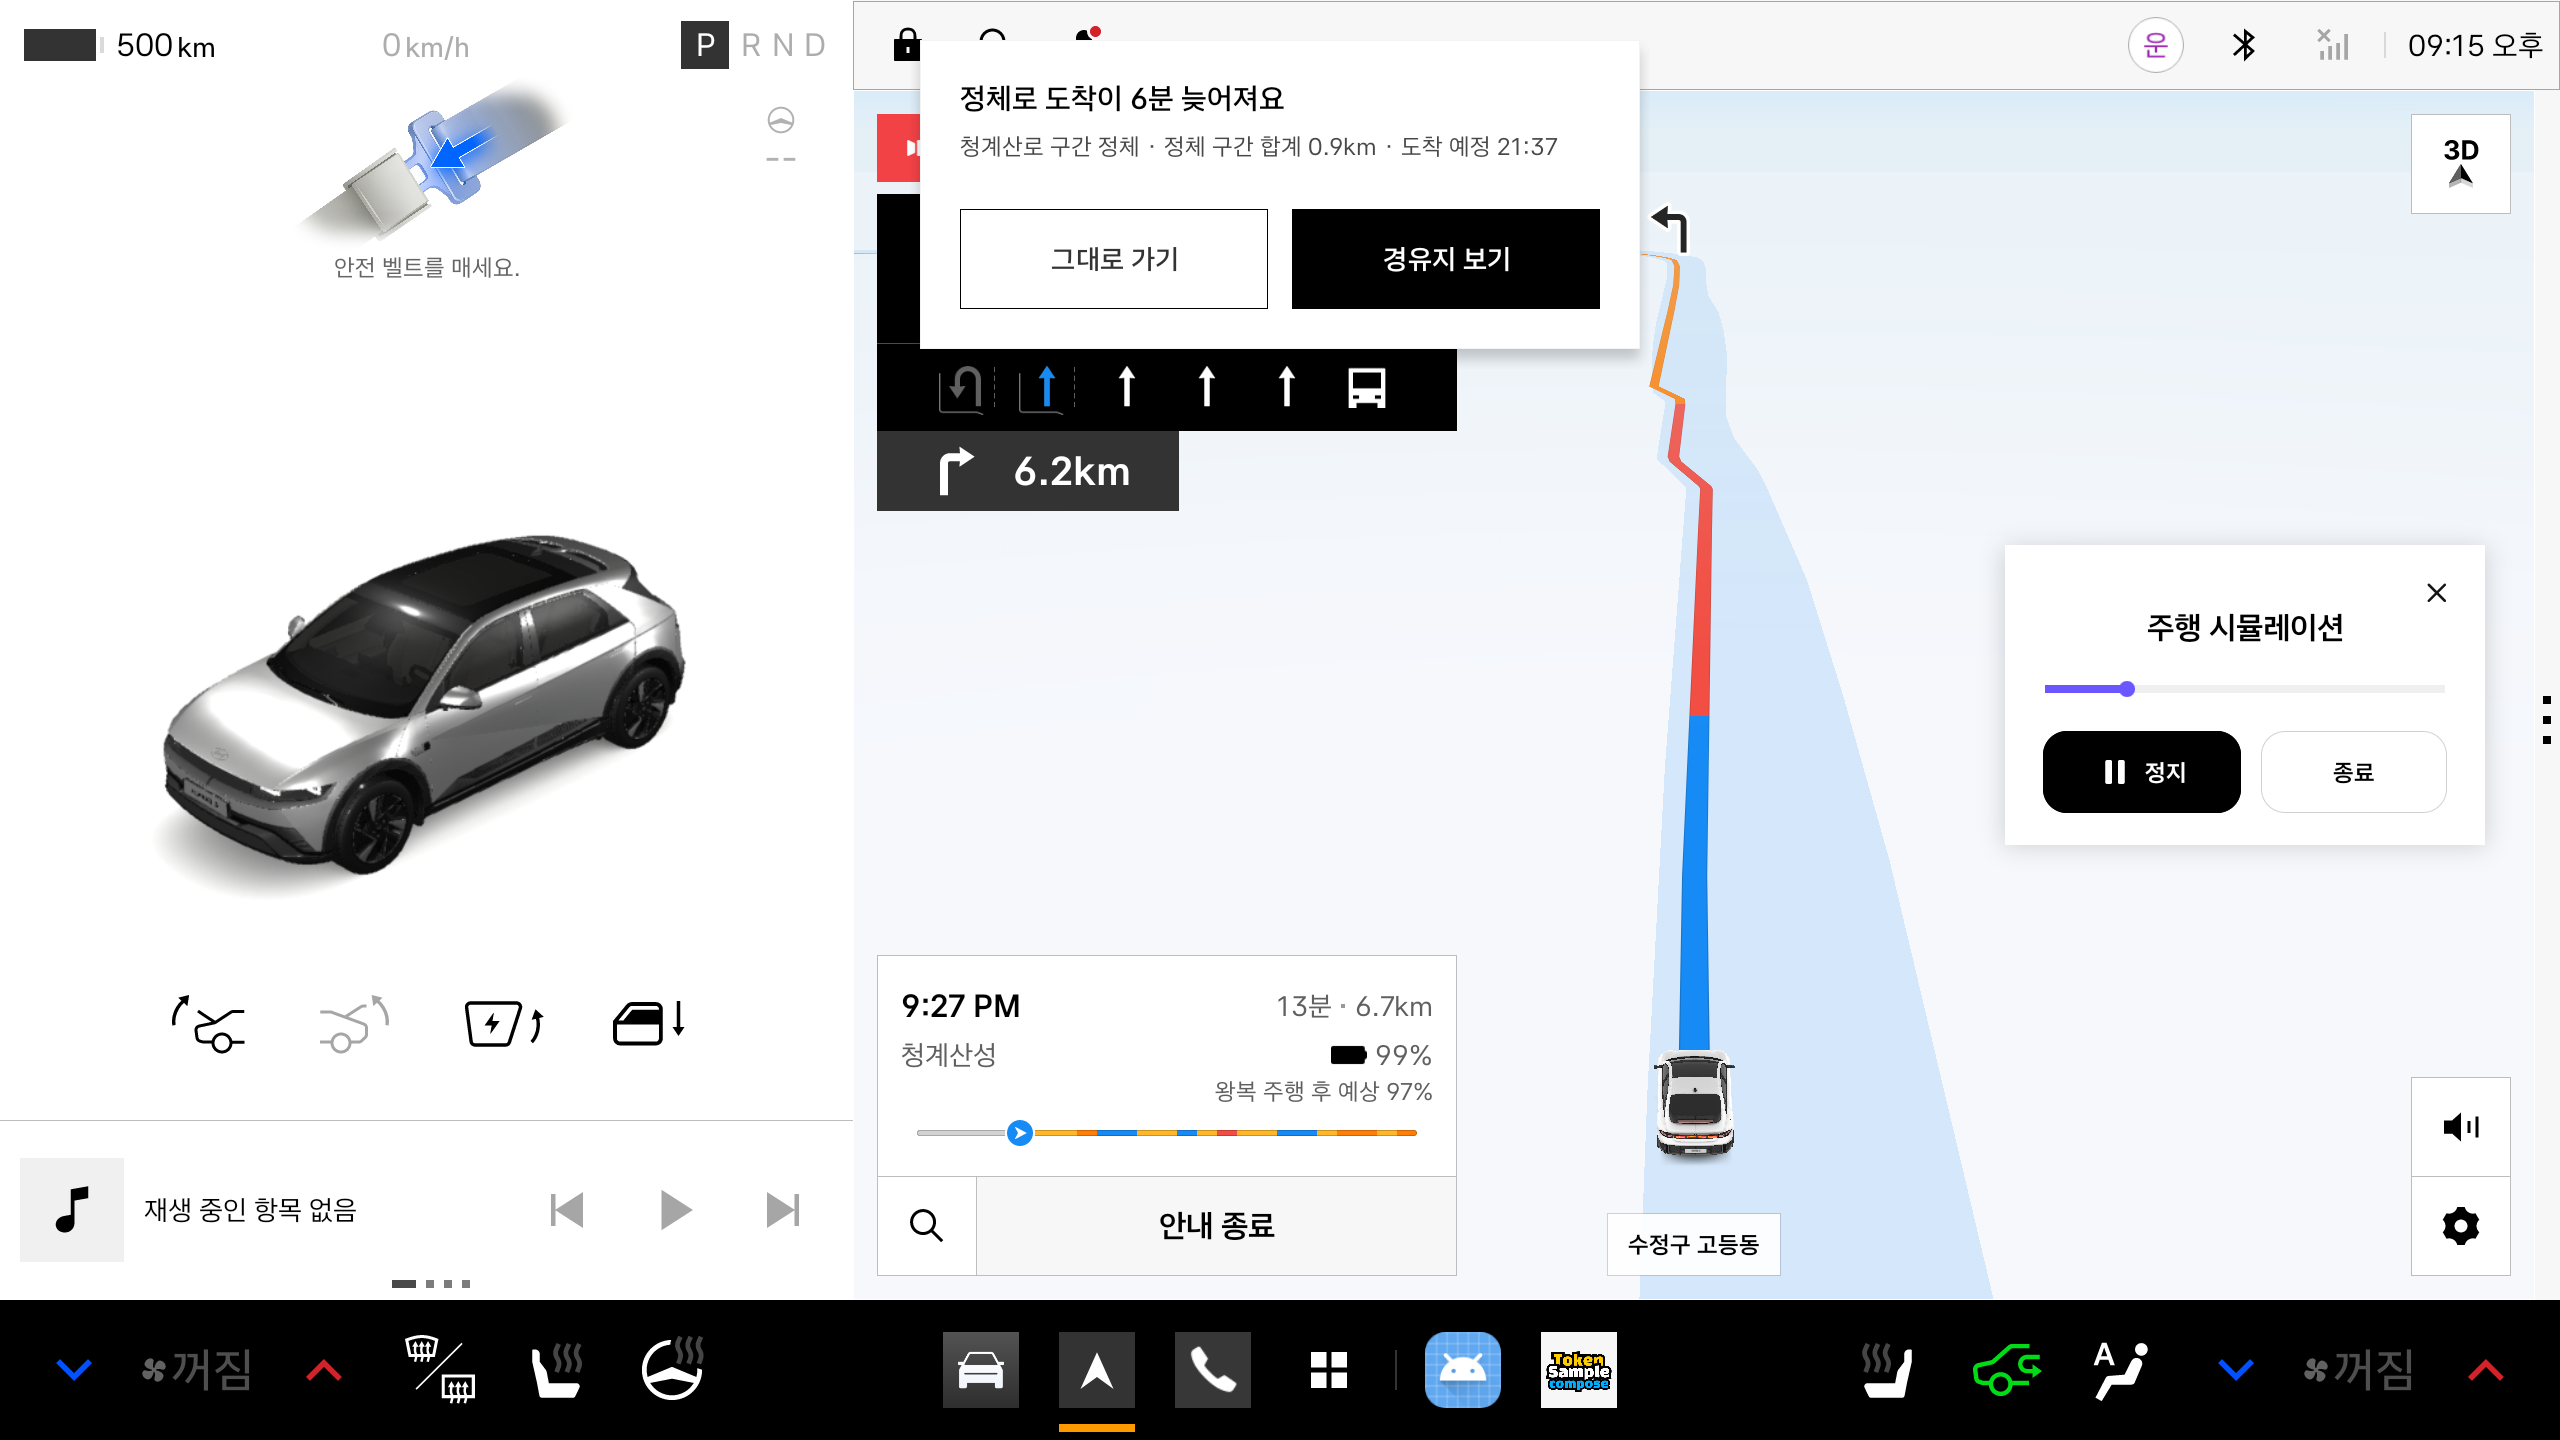 500 km
0 km/h
P R N D
안전 벨트를 매세요.
재생 중인 항목 없음
운
09:15 오후
정체로 도착이 6분 늦어져요
청계산로 구간 정체 · 정체 구간 합계 0.9km · 도착 예정 21:37
그대로 가기
경유지 보기
6.2km
3D
주행 시뮬레이션
정지
종료
9:27 PM
13분 · 6.7km
청계산성
99%
왕복 주행 후 예상 97%
안내 종료
수정구 고등동
꺼짐
Token
Sample
compose
A
꺼짐